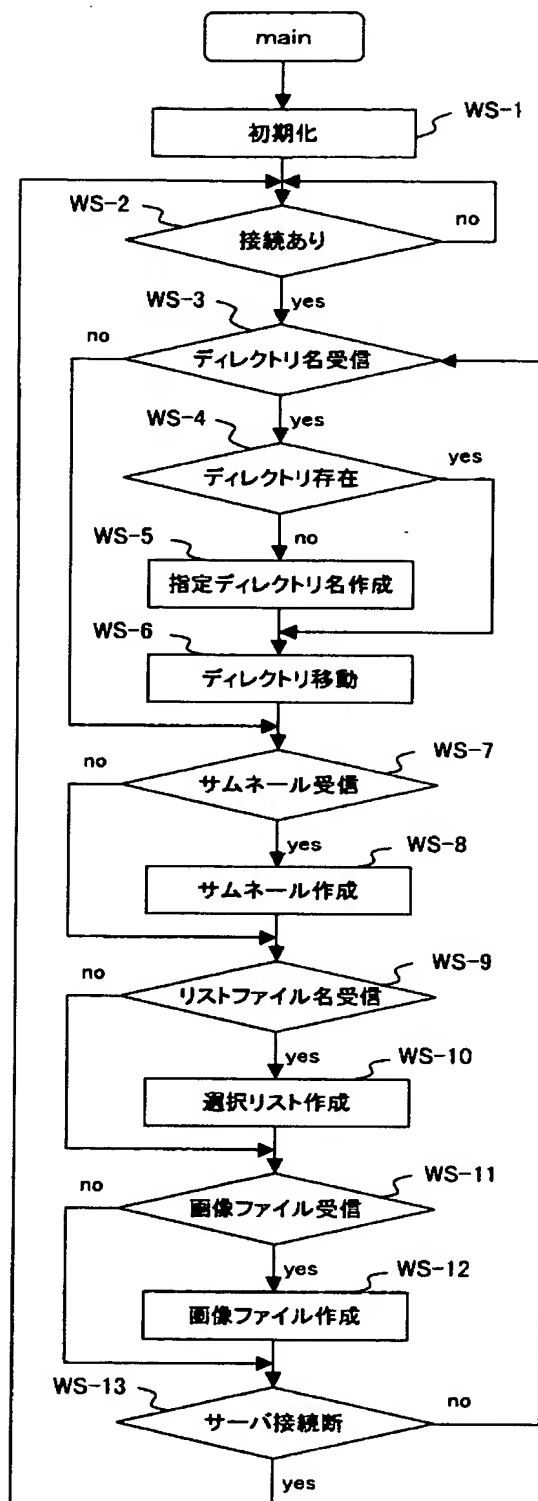 main
WS-1
初期化
WS-2
接続あり
no
yes
WS-3
no
ディレクトリ名受信
yes
WS-4
yes
ディレクトリ存在
no
WS-5
指定ディレクトリ名作成
WS-6
ディレクトリ移動
WS-7
no
サムネール受信
yes
WS-8
サムネール作成
WS-9
no
リストファイル名受信
yes
WS-10
選択リスト作成
WS-11
no
画像ファイル受信
yes
WS-12
画像ファイル作成
WS-13
no
サーバ接続断
yes